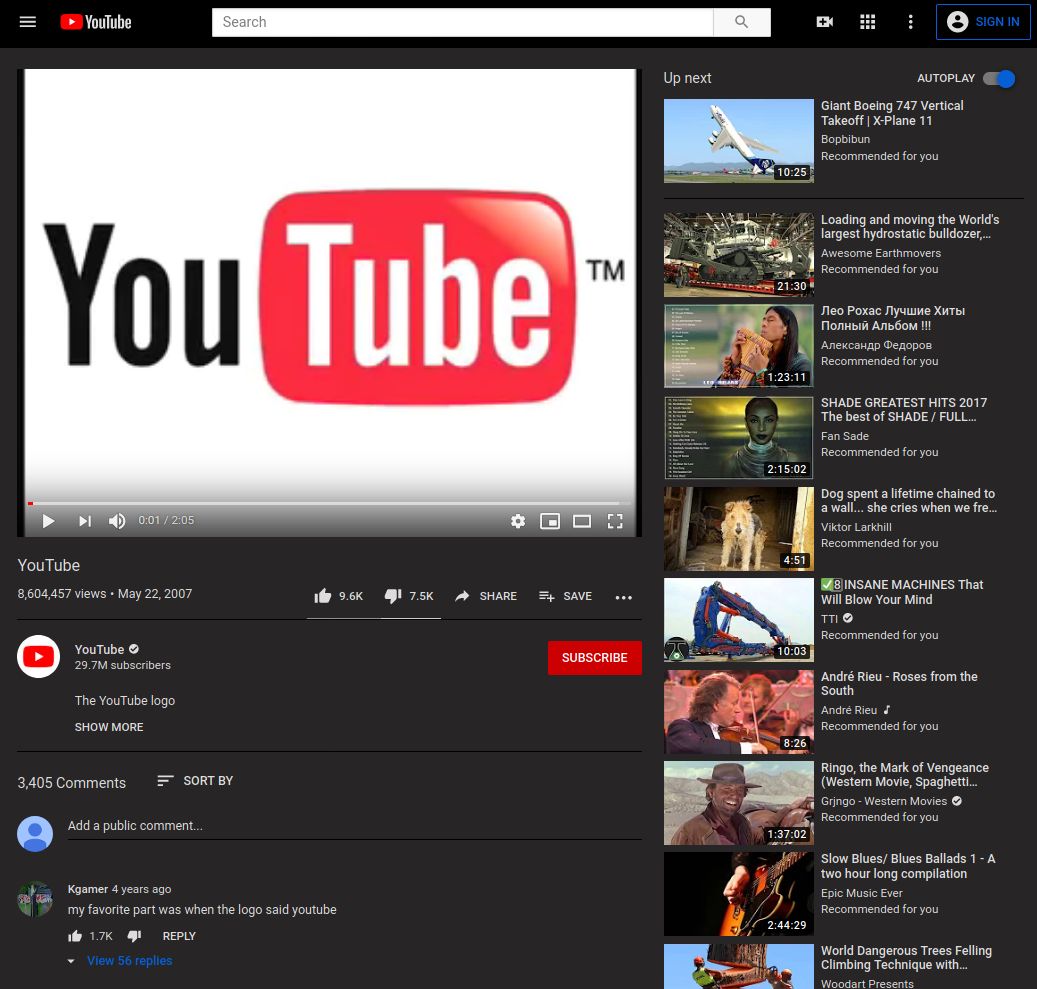 YouTube
Search
SIGN IN
You Tube TM
0:01 / 2:05
YouTube
8,604,457 views • May 22, 2007
9.6K
7.5K
SHARE
SAVE
YouTube
29.7M subscribers
SUBSCRIBE
The YouTube logo
SHOW MORE
3,405 Comments
SORT BY
Add a public comment...
Kgamer 4 years ago
my favorite part was when the logo said youtube
1.7K
REPLY
View 56 replies
Up next
AUTOPLAY
10:25
Giant Boeing 747 Vertical
Takeoff | X-Plane 11
Bopbibun
Recommended for you
21:30
Loading and moving the World's
largest hydrostatic bulldozer,...
Awesome Earthmovers
Recommended for you
1:23:11
Лео Рохас Лучшие Хиты
Полный Альбом !!!
Александр Федоров
Recommended for you
2:15:02
SHADE GREATEST HITS 2017
The best of SHADE / FULL...
Fan Sade
Recommended for you
4:51
Dog spent a lifetime chained to
a wall... she cries when we fre...
Viktor Larkhill
Recommended for you
10:03
✅8️INSANE MACHINES That
Will Blow Your Mind
TTI
Recommended for you
8:26
André Rieu - Roses from the
South
André Rieu
Recommended for you
1:37:02
Ringo, the Mark of Vengeance
(Western Movie, Spaghetti...
Grjngo - Western Movies
Recommended for you
2:44:29
Slow Blues/ Blues Ballads 1 - A
two hour long compilation
Epic Music Ever
Recommended for you
World Dangerous Trees Felling
Climbing Technique with...
Woodart Presents